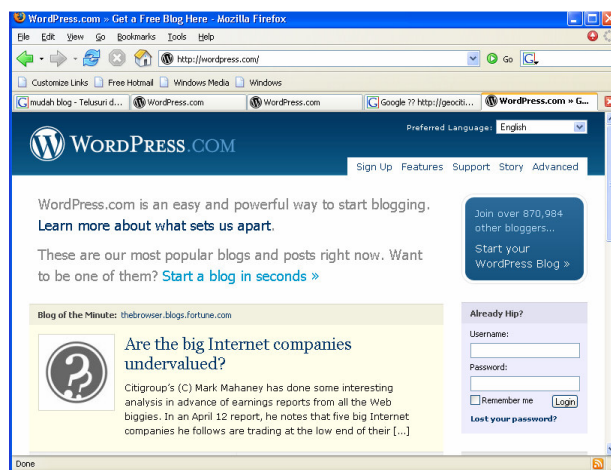 WordPress.com » Get a Free Blog Here - Mozilla Firefox
File Edit View Go Bookmarks Tools Help
http://wordpress.com/ Go G
Customize Links Free Hotmail Windows Media Windows
mudah blog - Telusuri d... WordPress.com WordPress.com Google ?? http://geociti... WordPress.com » G...
Preferred Language: English
WORDPRESS.COM
Sign Up Features Support Story Advanced
WordPress.com is an easy and powerful way to start blogging.
Learn more about what sets us apart.
These are our most popular blogs and posts right now. Want
to be one of them? Start a blog in seconds »
Join over 870,984
other bloggers...
Start your
WordPress Blog »
Blog of the Minute: thebrowser.blogs.fortune.com
Are the big Internet companies
undervalued?
Citigroup's (C) Mark Mahaney has done some interesting
analysis in advance of earnings reports from all the Web
biggies. In an April 12 report, he notes that five big Internet
companies he follows are trading at the low end of their [...]
Already Hip?
Username:
Password:
Remember me Login
Lost your password?
Done